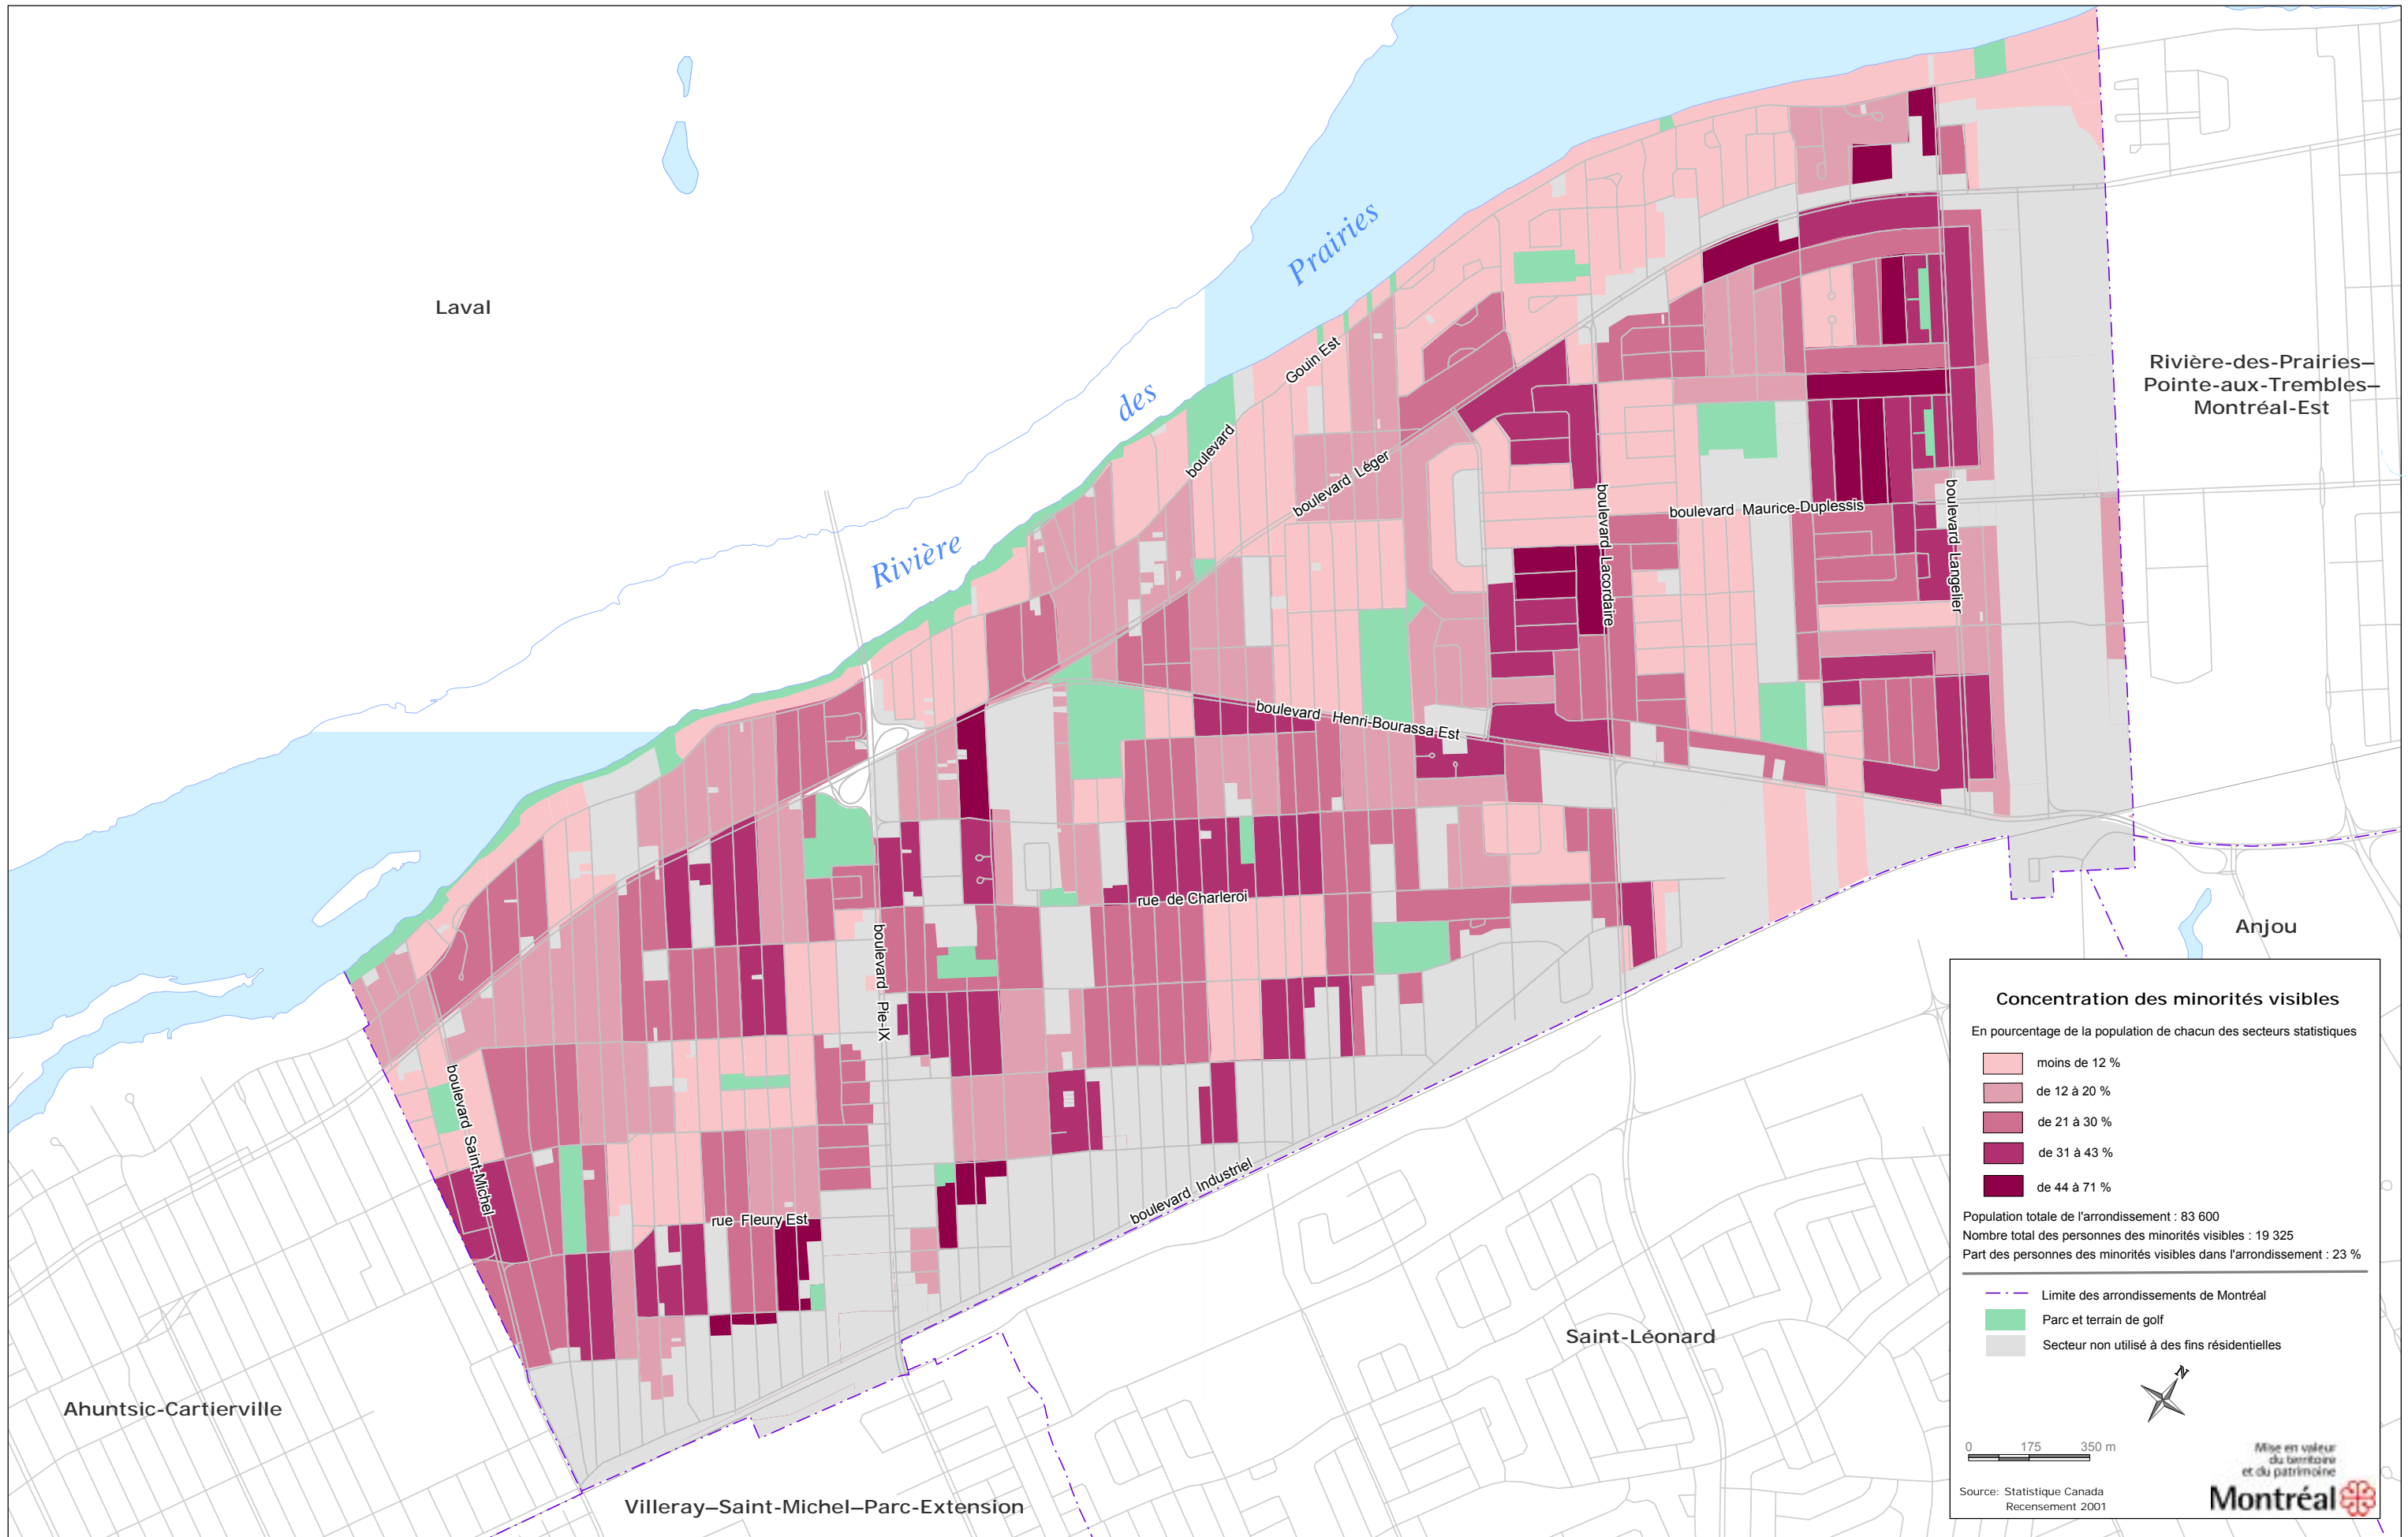 Laval
Rivière des Prairies
boulevard Gouin Est
boulevard Léger
boulevard Lacordaire
boulevard Maurice-Duplessis
boulevard Langelier
boulevard Henri-Bourassa Est
rue de Charleroi
boulevard Pie-IX
boulevard Saint-Michel
rue Fleury Est
boulevard Industriel
Rivière-des-Prairies–
Pointe-aux-Trembles–
Montréal-Est
Anjou
Saint-Léonard
Ahuntsic-Cartierville
Villeray–Saint-Michel–Parc-Extension
Concentration des minorités visibles
En pourcentage de la population de chacun des secteurs statistiques
moins de 12 %
de 12 à 20 %
de 21 à 30 %
de 31 à 43 %
de 44 à 71 %
Population totale de l'arrondissement : 83 600
Nombre total des personnes des minorités visibles : 19 325
Part des personnes des minorités visibles dans l'arrondissement : 23 %
Limite des arrondissements de Montréal
Parc et terrain de golf
Secteur non utilisé à des fins résidentielles
N
0 175 350 m
Mise en valeur
du territoire
et du patrimoine
Source: Statistique Canada
Recensement 2001
Montréal